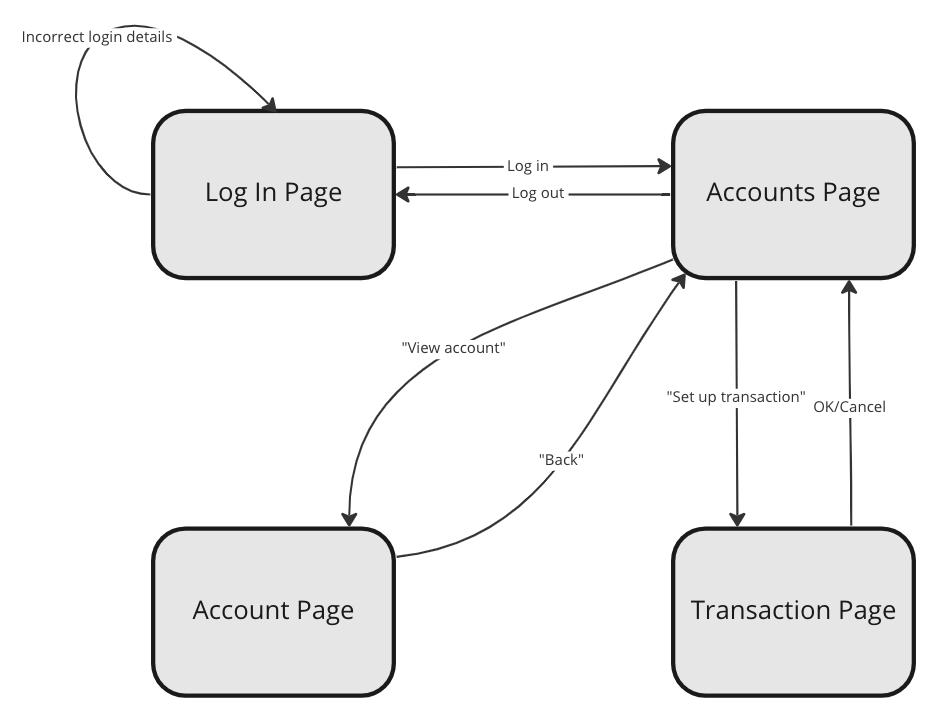 Incorrect login details
Log In Page
Log in
Log out
Accounts Page
"View account"
"Set up transaction"
OK/Cancel
"Back"
Account Page
Transaction Page